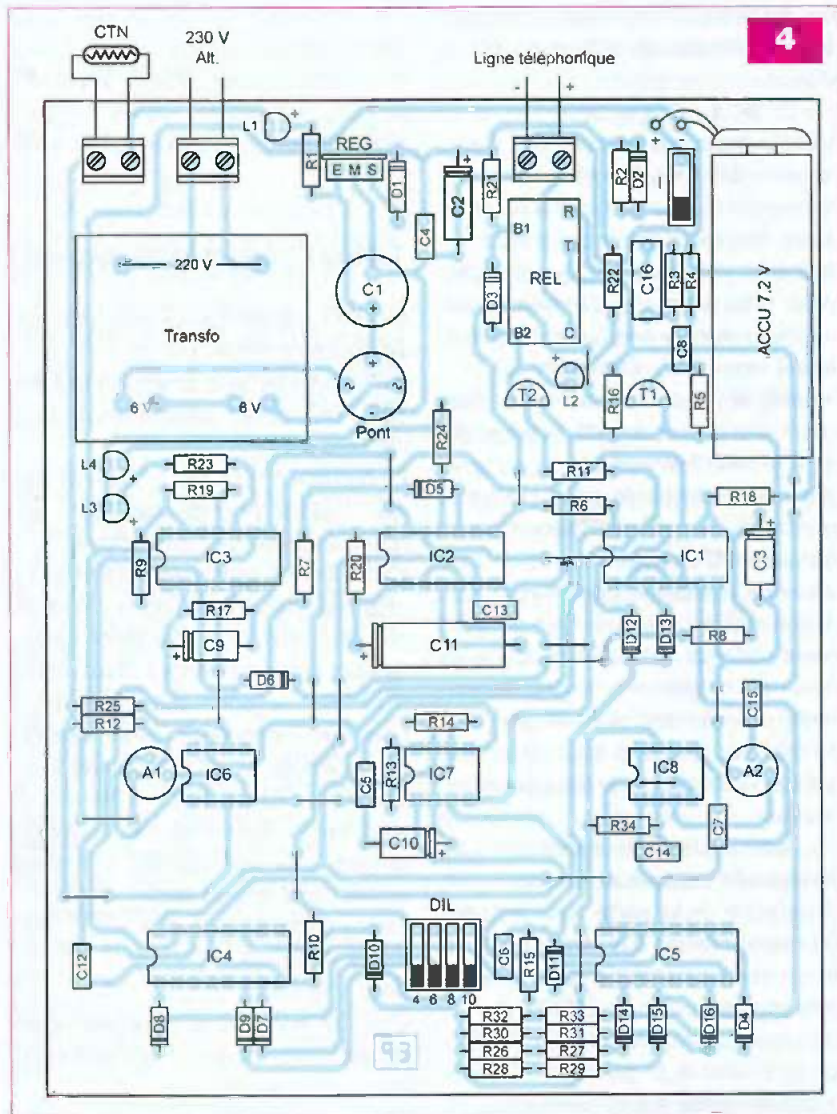 4
CTN
230 V
Alt.
Ligne téléphonique
- +
L1 +
R1
REG
E M S
D1
C2 +
R21
R2
D2
+ -
C4
B1
R
T
REL
B2
C
D3
R22
C16
R3
R4
C8
ACCU 7,2 V
220 V
Transfo
6 V
6 V
C1
+
+
~ ~
-
Pont
T2
L2
+
R16
T1
R5
R24
L4 +
R23
R19
L3 +
D5
R11
R6
R18
R9
IC3
R7
R20
IC2
IC1
C3
+
R17
C9
+
C13
C11
+
D12
D13
R8
D6
R25
R12
R14
C15
A1
IC6
C5
R13
IC7
IC8
A2
C10 +
R34
C14
C7
DIL
C12
IC4
R10
D10
4 6 8 10
C6
R15
D11
IC5
D8
D9
D7
R32
R33
R30
R31
R26
R27
R28
R29
D14
D15
D16
D4